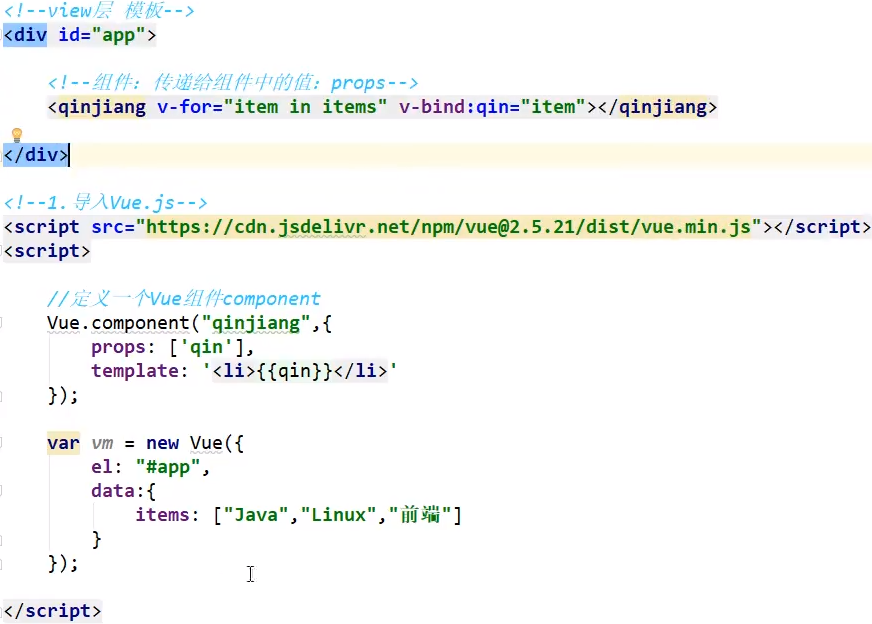 <!--view层 模板-->
<div id="app">
<!--组件：传递给组件中的值：props-->
<qinjiang v-for="item in items" v-bind:qin="item"></qinjiang>
</div>
<!--1.导入Vue.js-->
<script src="https://cdn.jsdelivr.net/npm/vue@2.5.21/dist/vue.min.js"></script>
<script>
//定义一个Vue组件component
Vue.component("qinjiang",{
props: ['qin'],
template: '<li>{{qin}}</li>'
});
var vm = new Vue({
el: "#app",
data:{
items: ["Java","Linux","前端"]
}
});
</script>